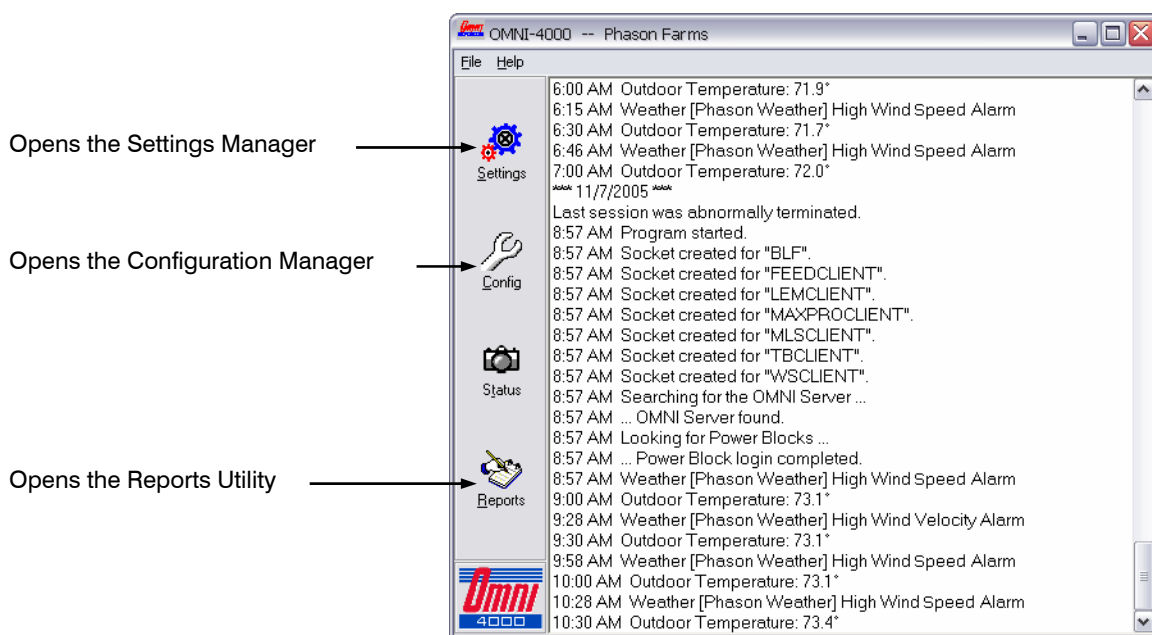 OMNI-4000 -- Phason Farms
File Help
6:00 AM Outdoor Temperature: 71.9°
6:15 AM Weather [Phason Weather] High Wind Speed Alarm
6:30 AM Outdoor Temperature: 71.7°
6:46 AM Weather [Phason Weather] High Wind Speed Alarm
7:00 AM Outdoor Temperature: 72.0°
*** 11/7/2005 ***
Last session was abnormally terminated.
8:57 AM Program started.
8:57 AM Socket created for "BLF".
8:57 AM Socket created for "FEEDCLIENT".
8:57 AM Socket created for "LEMCLIENT".
8:57 AM Socket created for "MAXPROCLIENT".
8:57 AM Socket created for "MLSCLIENT".
8:57 AM Socket created for "TBCLIENT".
8:57 AM Socket created for "WSCLIENT".
8:57 AM Searching for the OMNI Server ...
8:57 AM ... OMNI Server found.
8:57 AM Looking for Power Blocks ...
8:57 AM ... Power Block login completed.
8:57 AM Weather [Phason Weather] High Wind Speed Alarm
9:00 AM Outdoor Temperature: 73.1°
9:28 AM Weather [Phason Weather] High Wind Velocity Alarm
9:30 AM Outdoor Temperature: 73.1°
9:58 AM Weather [Phason Weather] High Wind Speed Alarm
10:00 AM Outdoor Temperature: 73.1°
10:28 AM Weather [Phason Weather] High Wind Speed Alarm
10:30 AM Outdoor Temperature: 73.4°
Opens the Settings Manager
Settings
Opens the Configuration Manager
Config
Status
Opens the Reports Utility
Reports
Omni
4000